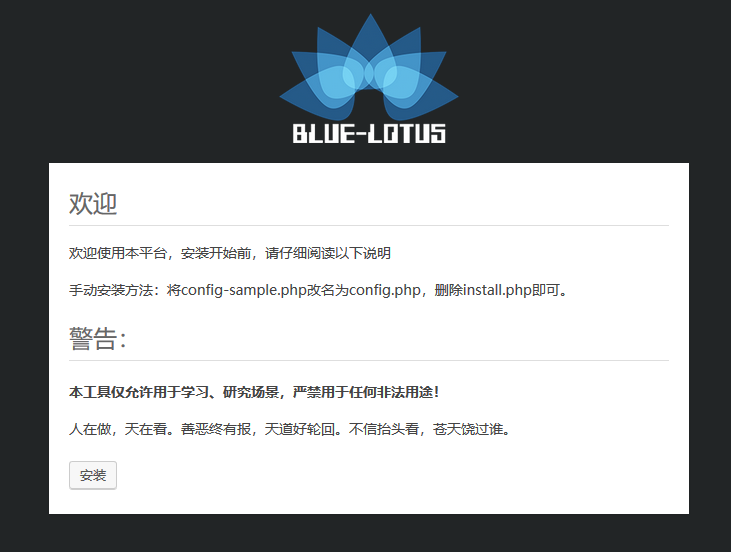 BLUE-LOTUS
欢迎
欢迎使用本平台，安装开始前，请仔细阅读以下说明
手动安装方法：将config-sample.php改名为config.php，删除install.php即可。
警告：
本工具仅允许用于学习、研究场景，严禁用于任何非法用途！
人在做，天在看。善恶终有报，天道好轮回。不信抬头看，苍天饶过谁。
安装